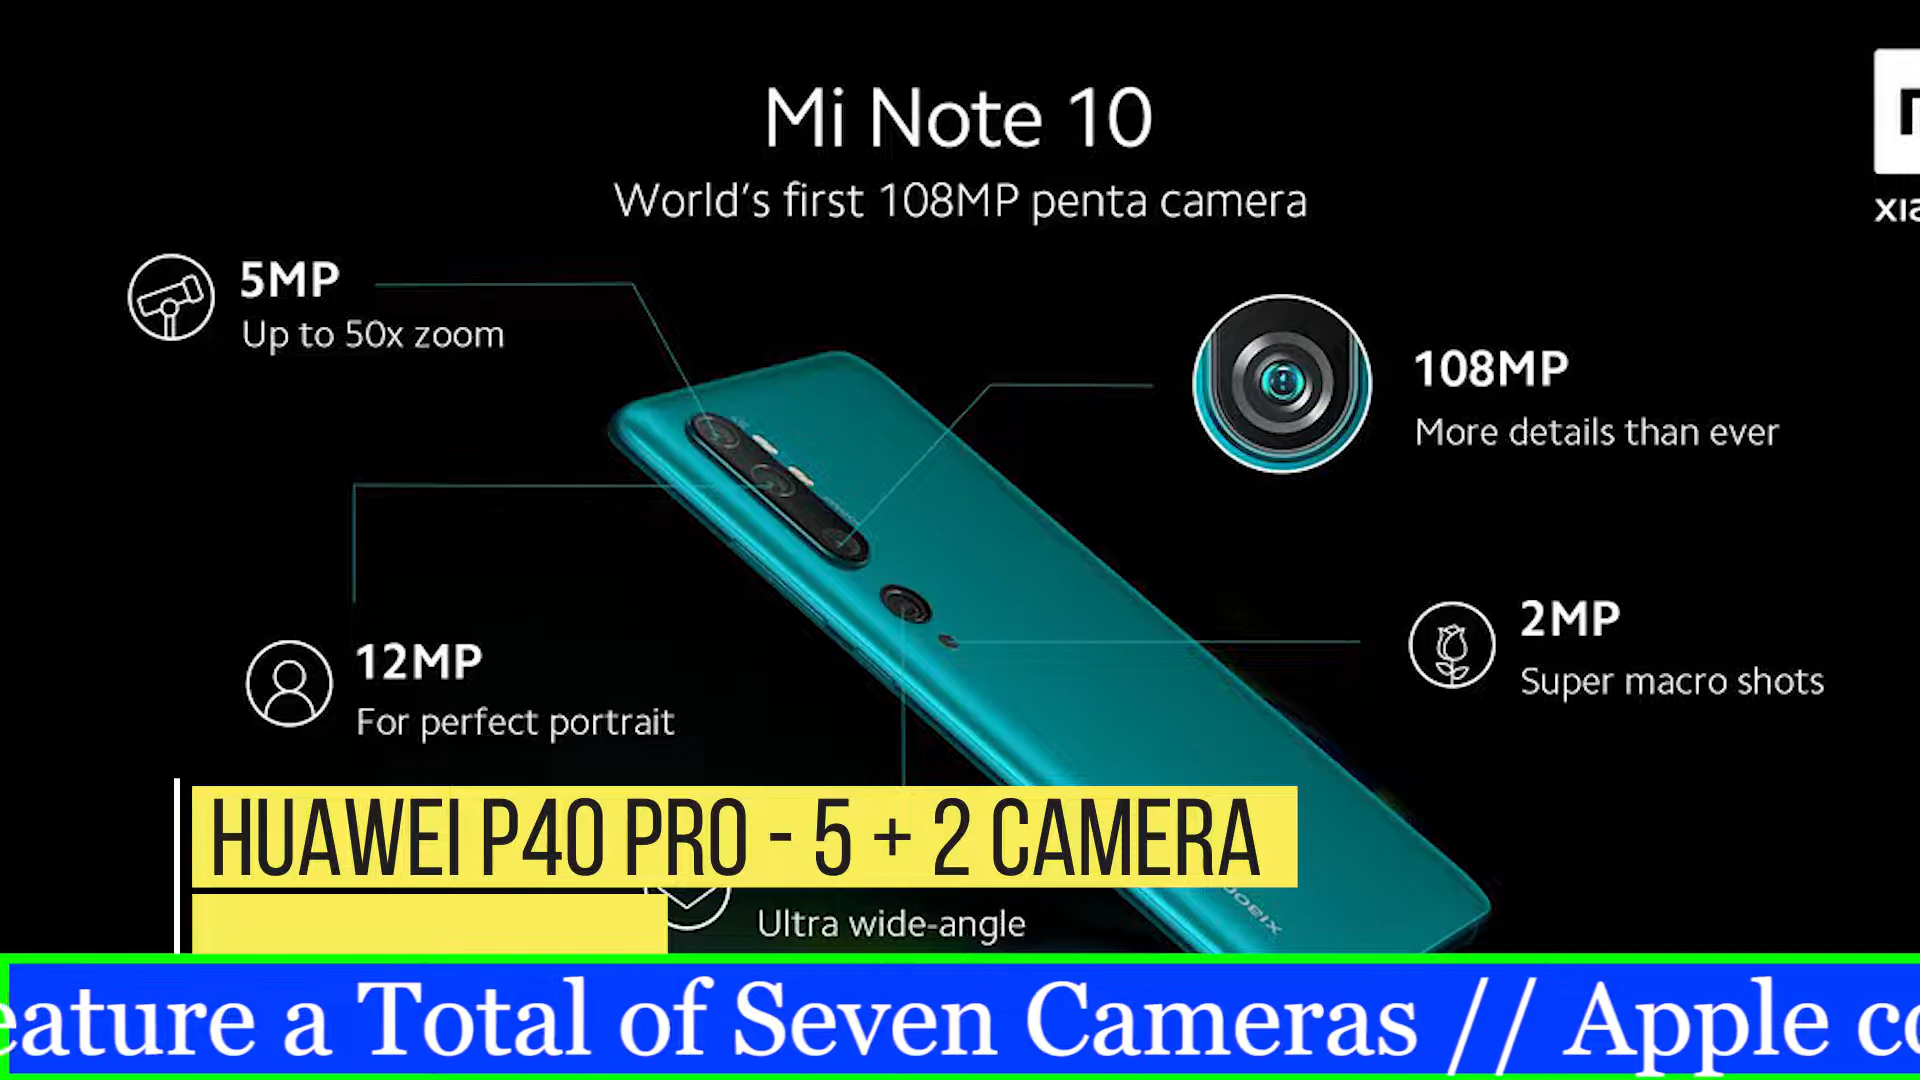 Mi Note 10
World's first 108MP penta camera
5MP
Up to 50x zoom
108MP
More details than ever
2MP
Super macro shots
12MP
For perfect portrait
HUAWEI P40 PRO - 5 + 2 CAMERA
Ultra wide-angle
xiaomi
a Total of Seven Cameras // Apple